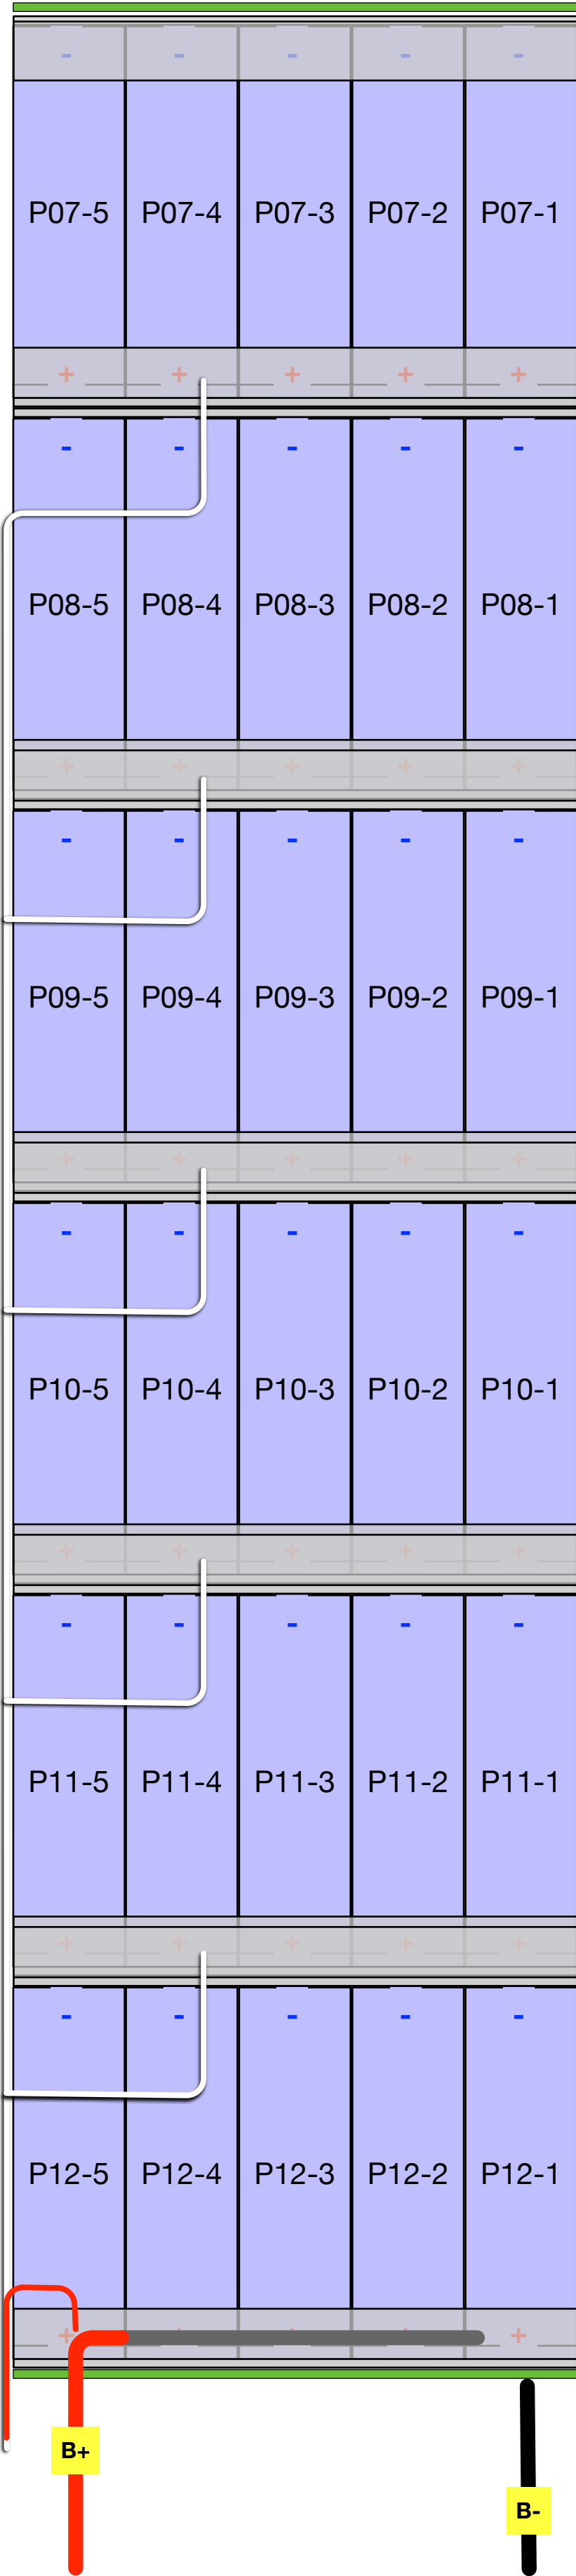 - - - - -
P07-5 P07-4 P07-3 P07-2 P07-1
+ + + + +
- - - - -
P08-5 P08-4 P08-3 P08-2 P08-1
+ + + + +
- - - - -
P09-5 P09-4 P09-3 P09-2 P09-1
+ + + + +
- - - - -
P10-5 P10-4 P10-3 P10-2 P10-1
+ + + + +
- - - - -
P11-5 P11-4 P11-3 P11-2 P11-1
+ + + + +
- - - - -
P12-5 P12-4 P12-3 P12-2 P12-1
+ +
B+
B-